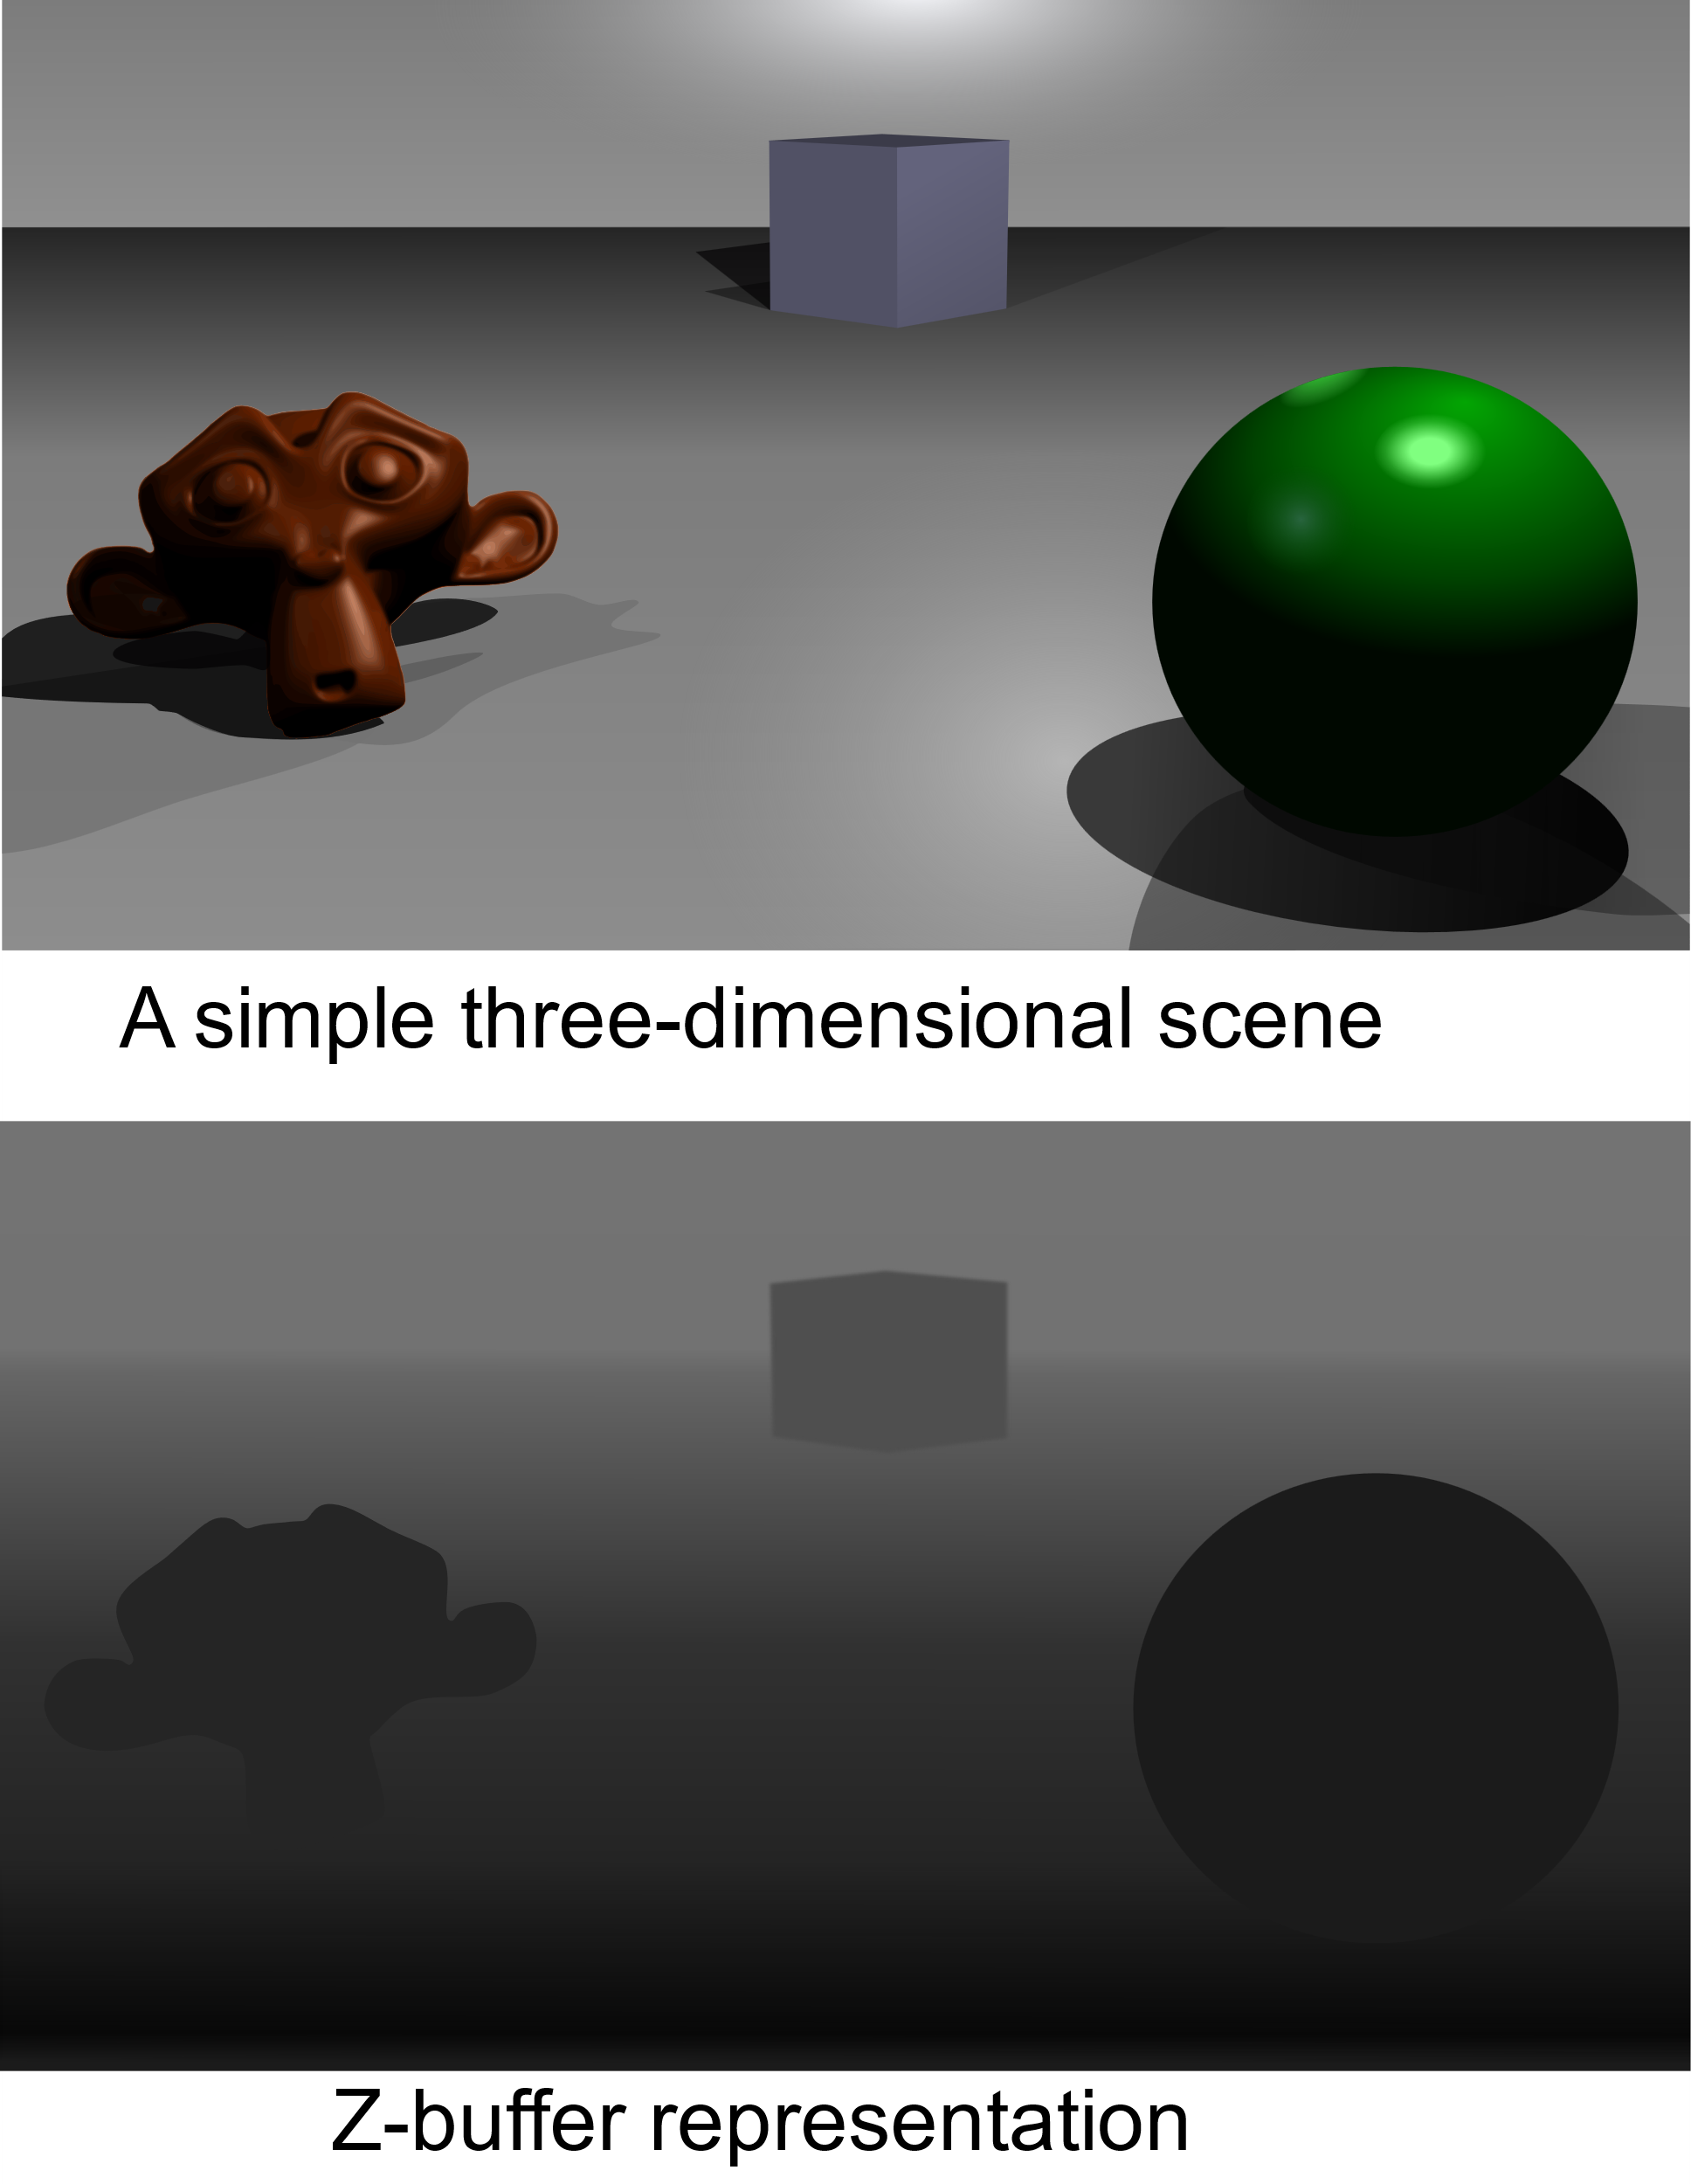 A simple three-dimensional scene
Z-buffer representation